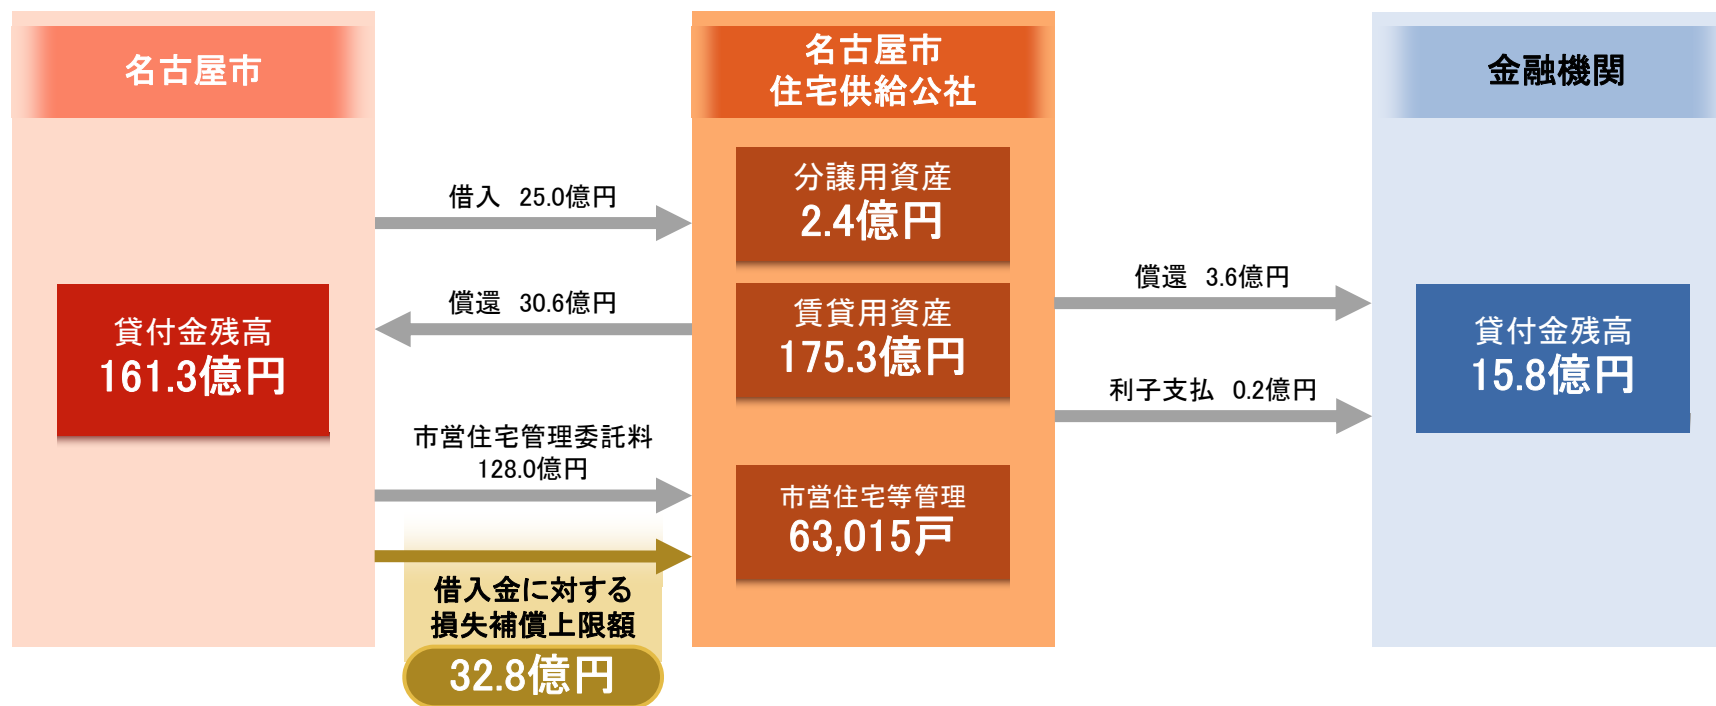 名古屋市
貸付金残高
161.3億円
借入 25.0億円
償還 30.6億円
市営住宅管理委託料
128.0億円
借入金に対する
損失補償上限額
32.8億円
名古屋市
住宅供給公社
分譲用資産
2.4億円
賃貸用資産
175.3億円
市営住宅等管理
63,015戸
償還 3.6億円
利子支払 0.2億円
金融機関
貸付金残高
15.8億円